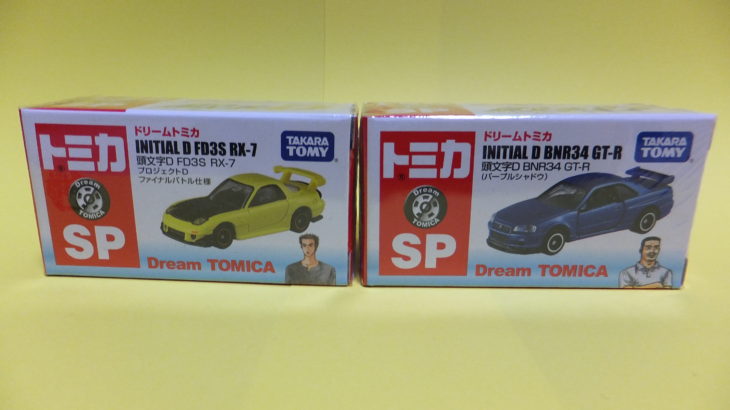 トミカ
ドリームトミカ
INITIAL D FD3S RX-7
頭文字D FD3S RX-7
プロジェクトD
ファイナルバトル仕様
TAKARA
TOMY
Dream
TOMICA
SP
Dream TOMICA
トミカ
ドリームトミカ
INITIAL D BNR34 GT-R
頭文字D BNR34 GT-R
(パープルシャドウ)
TAKARA
TOMY
Dream
TOMICA
SP
Dream TOMICA